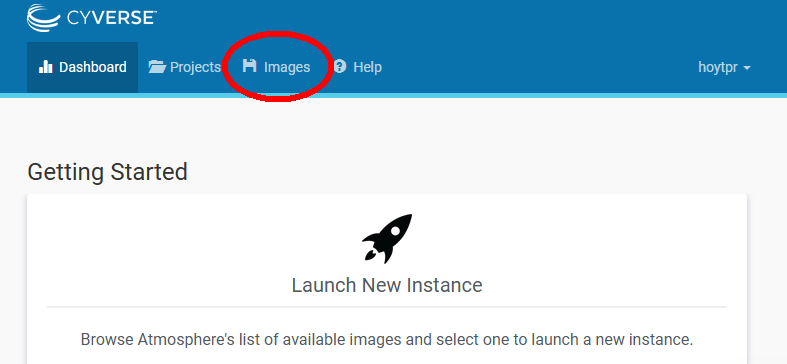 CYVERSE™
Dashboard Projects Images Help hoytpr
Getting Started
Launch New Instance
Browse Atmosphere's list of available images and select one to launch a new instance.